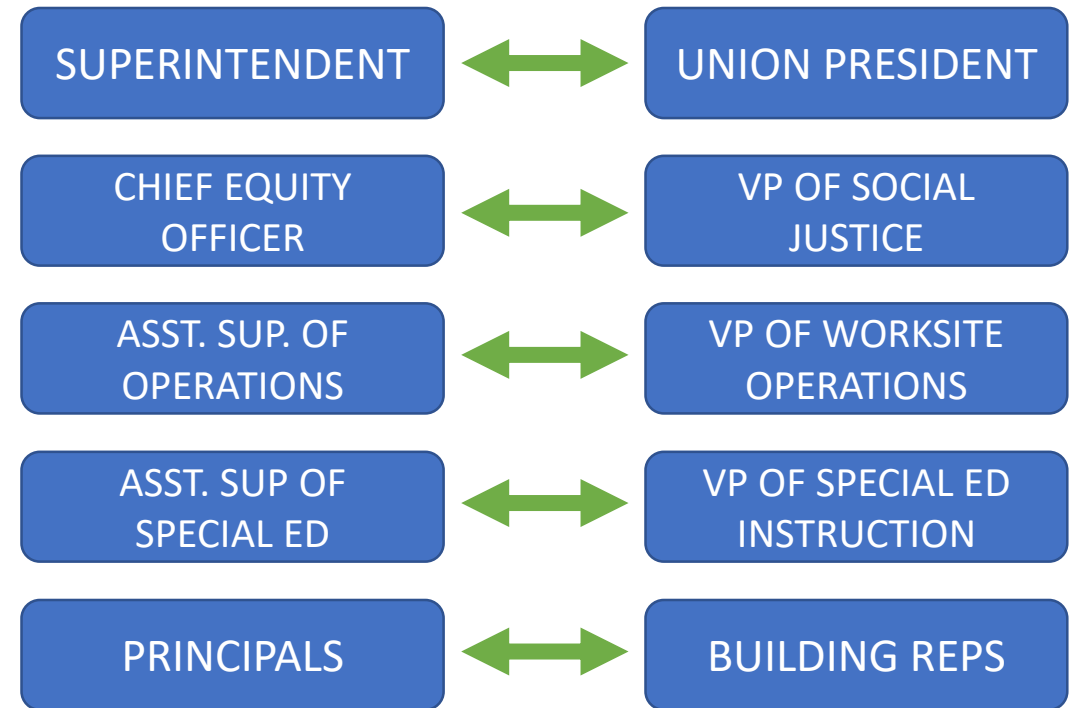 SUPERINTENDENT
UNION PRESIDENT
CHIEF EQUITY
OFFICER
VP OF SOCIAL
JUSTICE
ASST. SUP. OF
OPERATIONS
VP OF WORKSITE
OPERATIONS
ASST. SUP OF
SPECIAL ED
VP OF SPECIAL ED
INSTRUCTION
PRINCIPALS
BUILDING REPS